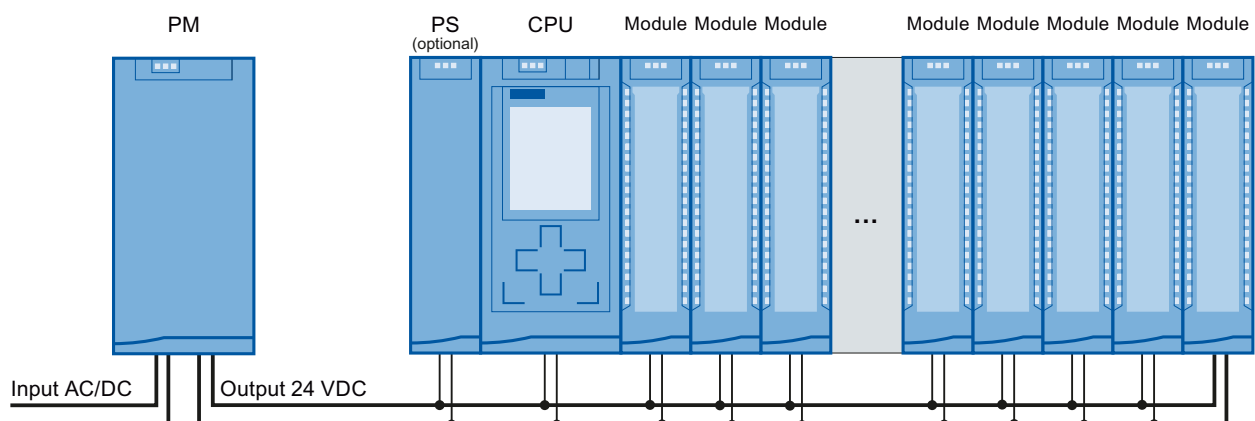 PM
PS
(optional)
CPU
Module Module Module
Module Module Module Module Module
...
Input AC/DC
Output 24 VDC